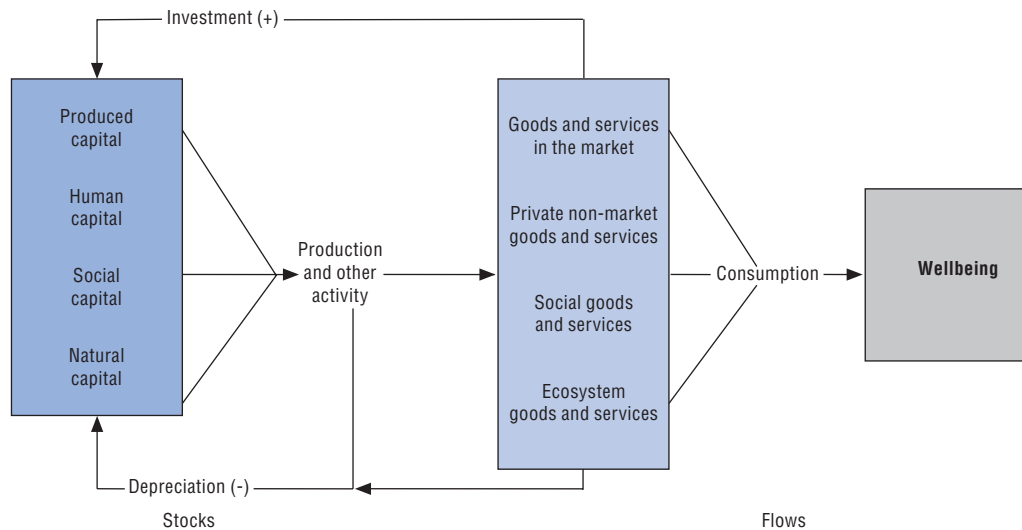 Investment (+)
Produced
capital
Human
capital
Social
capital
Natural
capital
Production
and other
activity
Goods and services
in the market
Private non-market
goods and services
Social goods
and services
Ecosystem
goods and services
Consumption
Wellbeing
Depreciation (-)
Stocks
Flows